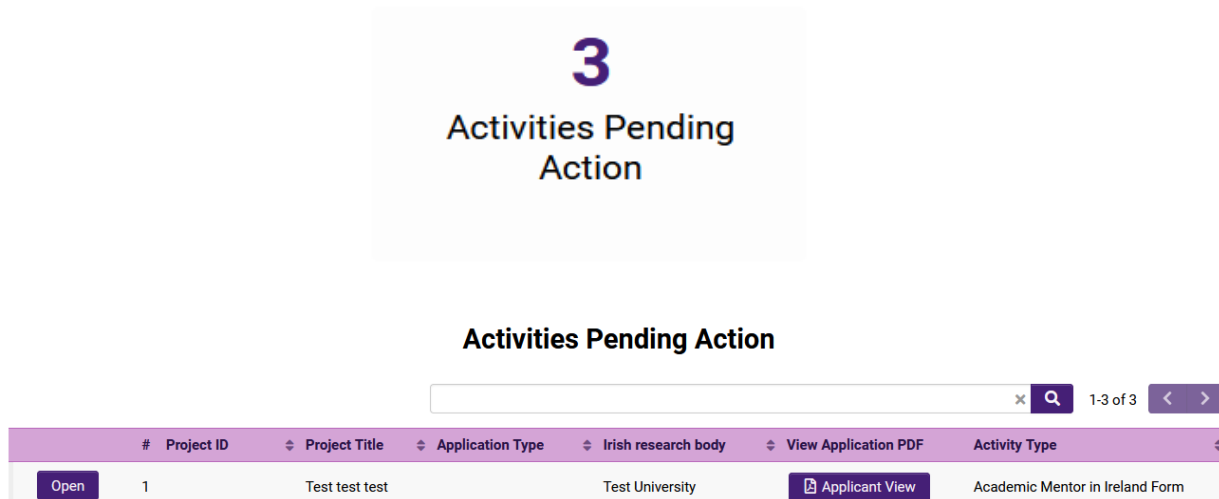 3
Activities Pending
Action
Activities Pending Action
1-3 of 3
# Project ID Project Title Application Type Irish research body View Application PDF Activity Type
Open 1 Test test test Test University Applicant View Academic Mentor in Ireland Form